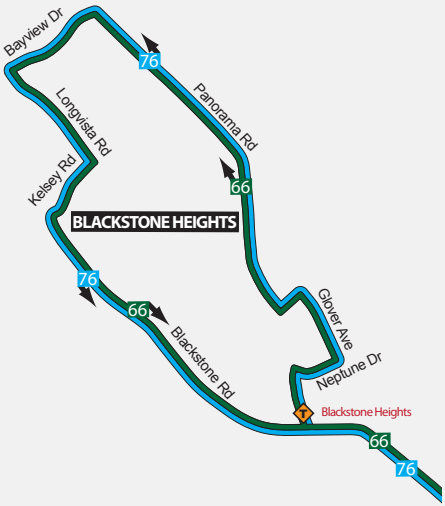 Bayview Dr
76
Panorama Rd
Longvista Rd
Kelsey Rd
66
BLACKSTONE HEIGHTS
76
66
Glover Ave
Blackstone Rd
Neptune Dr
T
Blackstone Heights
66
76